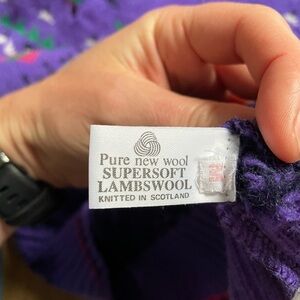 Pure new wool
SUPERSOFT
LAMBSWOOL
KNITTED IN SCOTLAND